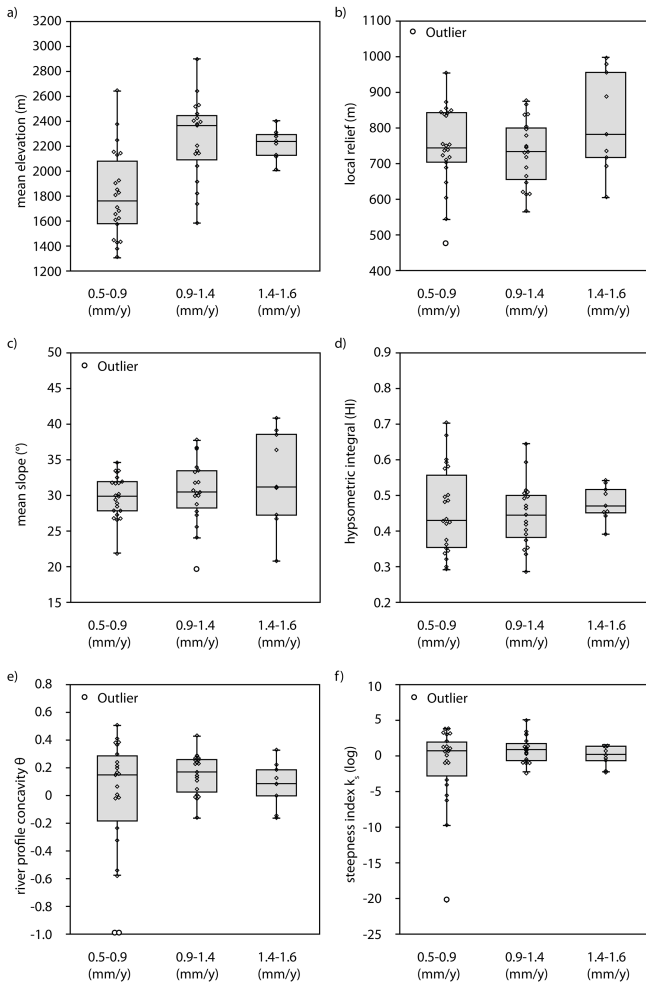 a)
mean elevation (m)
3200
3000
2800
2600
2400
2200
2000
1800
1600
1400
1200
0.5-0.9 0.9-1.4 1.4-1.6
(mm/y) (mm/y) (mm/y)
b)
Outlier
local relief (m)
1100
1000
900
800
700
600
500
400
0.5-0.9 0.9-1.4 1.4-1.6
(mm/y) (mm/y) (mm/y)
c)
Outlier
mean slope (°)
50
45
40
35
30
25
20
15
0.5-0.9 0.9-1.4 1.4-1.6
(mm/y) (mm/y) (mm/y)
d)
hypsometric integral (HI)
0.9
0.8
0.7
0.6
0.5
0.4
0.3
0.2
0.5-0.9 0.9-1.4 1.4-1.6
(mm/y) (mm/y) (mm/y)
e)
Outlier
river profile concavity θ
0.8
0.6
0.4
0.2
0
-0.2
-0.4
-0.6
-0.8
-1.0
0.5-0.9 0.9-1.4 1.4-1.6
(mm/y) (mm/y) (mm/y)
f)
Outlier
steepness index ks (log)
10
5
0
-5
-10
-15
-20
-25
0.5-0.9 0.9-1.4 1.4-1.6
(mm/y) (mm/y) (mm/y)